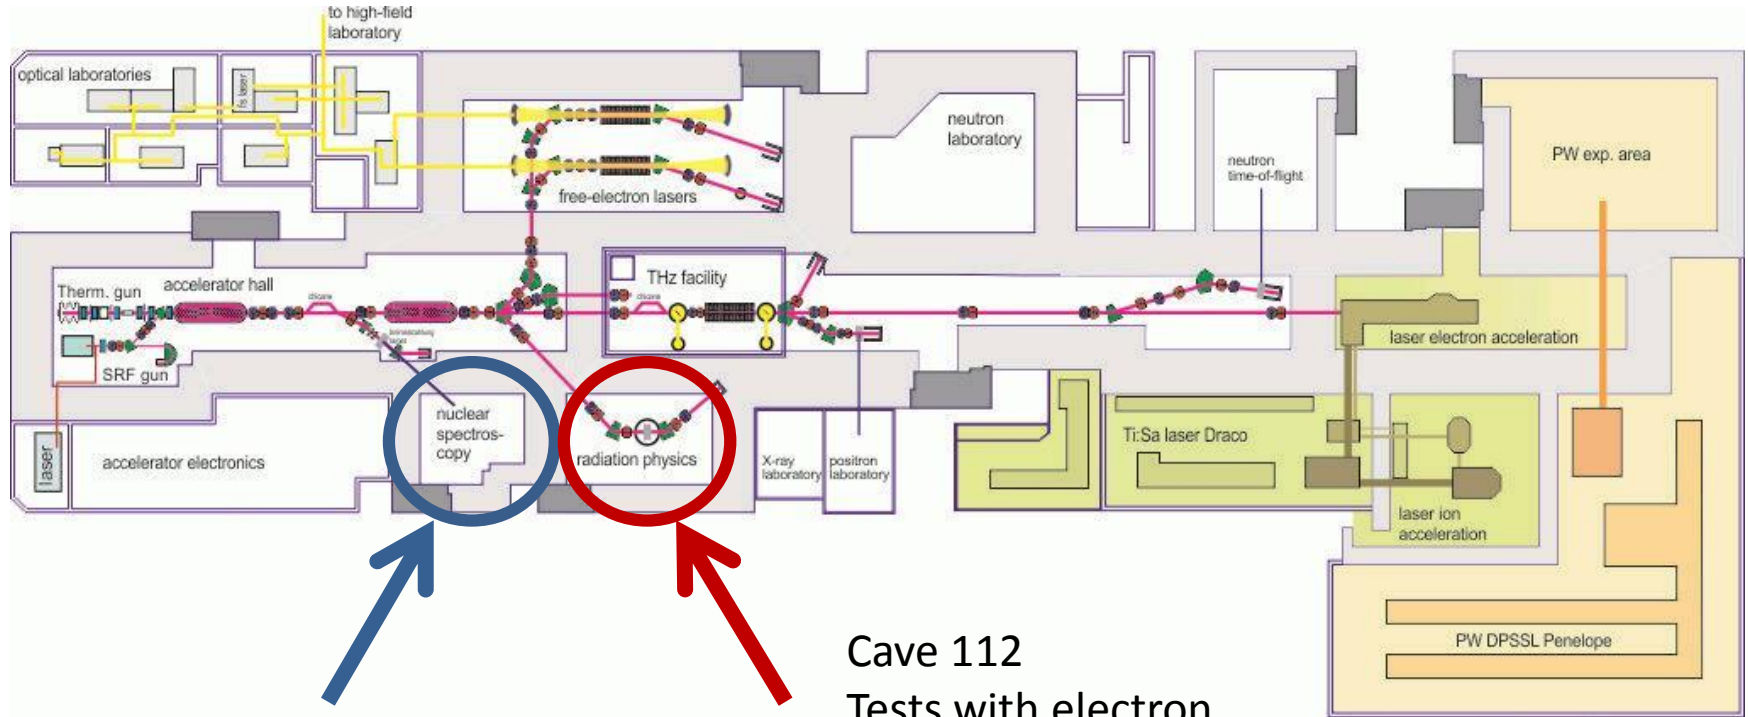 to high-field
laboratory
optical laboratories
fs laser
neutron
laboratory
neutron
time-of-flight
PW exp. area
free-electron lasers
THz facility
accelerator hall
Therm. gun
chicane
chicane
SRF gun
laser electron acceleration
nuclear
spectros-
copy
radiation physics
laser
accelerator electronics
X-ray
laboratory
positron
laboratory
Ti:Sa laser Draco
laser ion
acceleration
PW DPSSL Penelope
Cave 112
Tests with electron